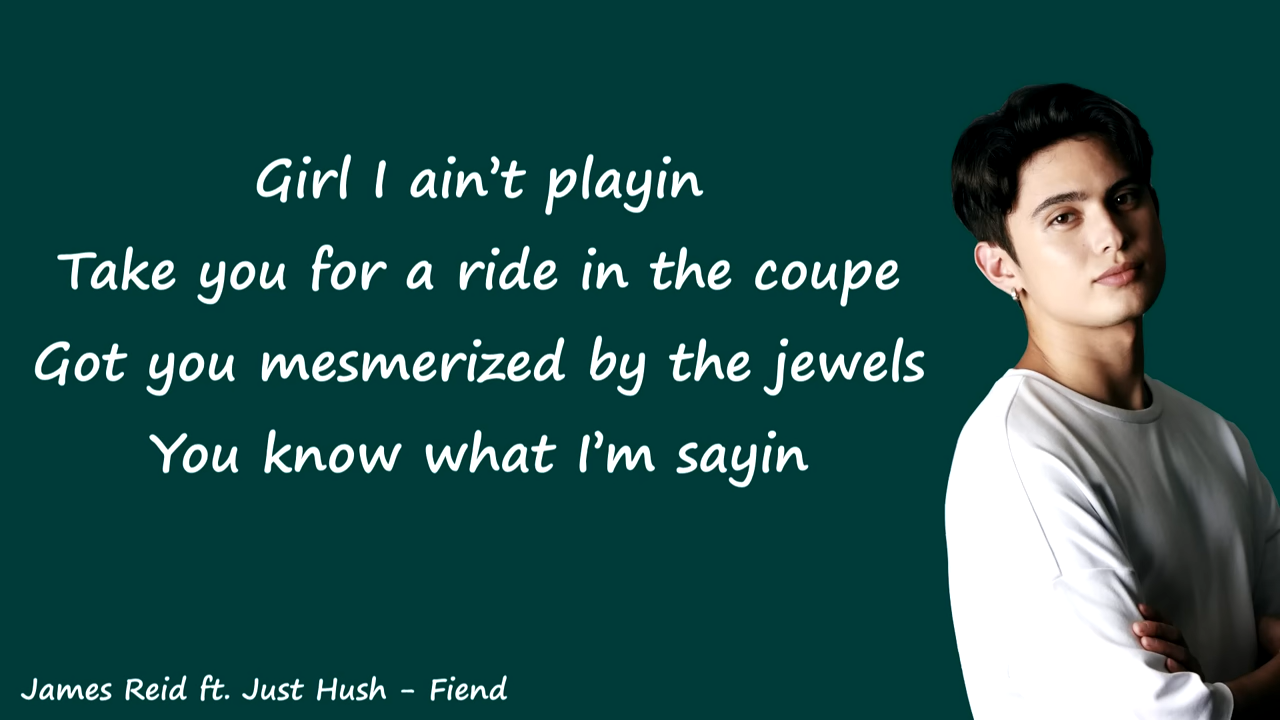 Girl I ain’t playin
Take you for a ride in the coupe
Got you mesmerized by the jewels
You know what I’m sayin
James Reid ft. Just Hush - Fiend